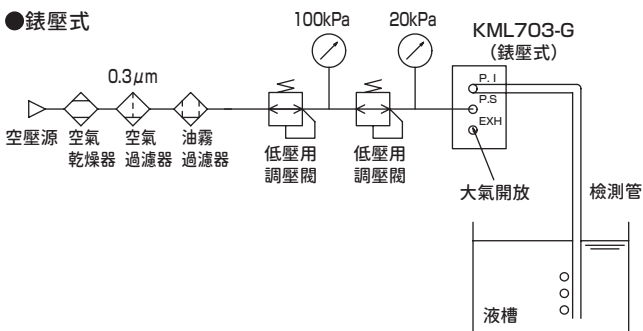 ●錶壓式
100kPa
20kPa
KML703-G
(錶壓式)
0.3μm
P. I
P.S
EXH
空壓源
空氣
乾燥器
空氣
過濾器
油霧
過濾器
低壓用
調壓閥
低壓用
調壓閥
大氣開放
檢測管
液槽